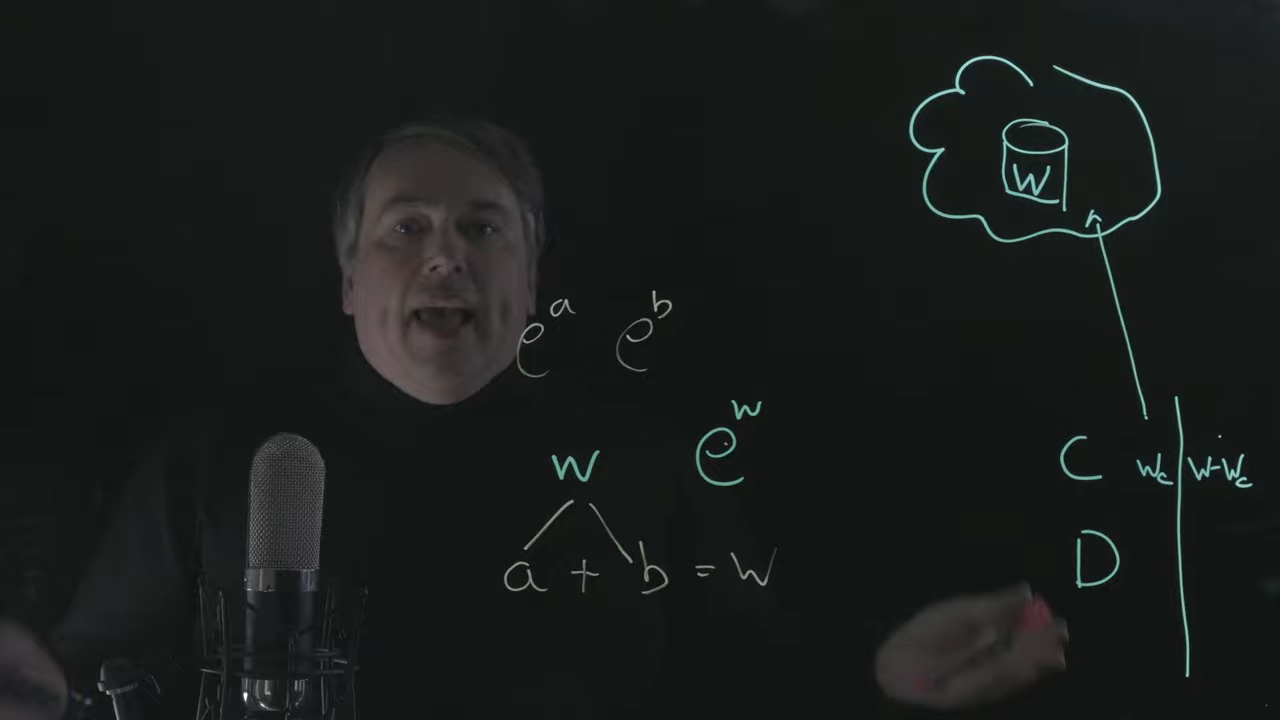 W
e^a e^b
e^w
w
C W_c | W-W_c
a + b = W
D